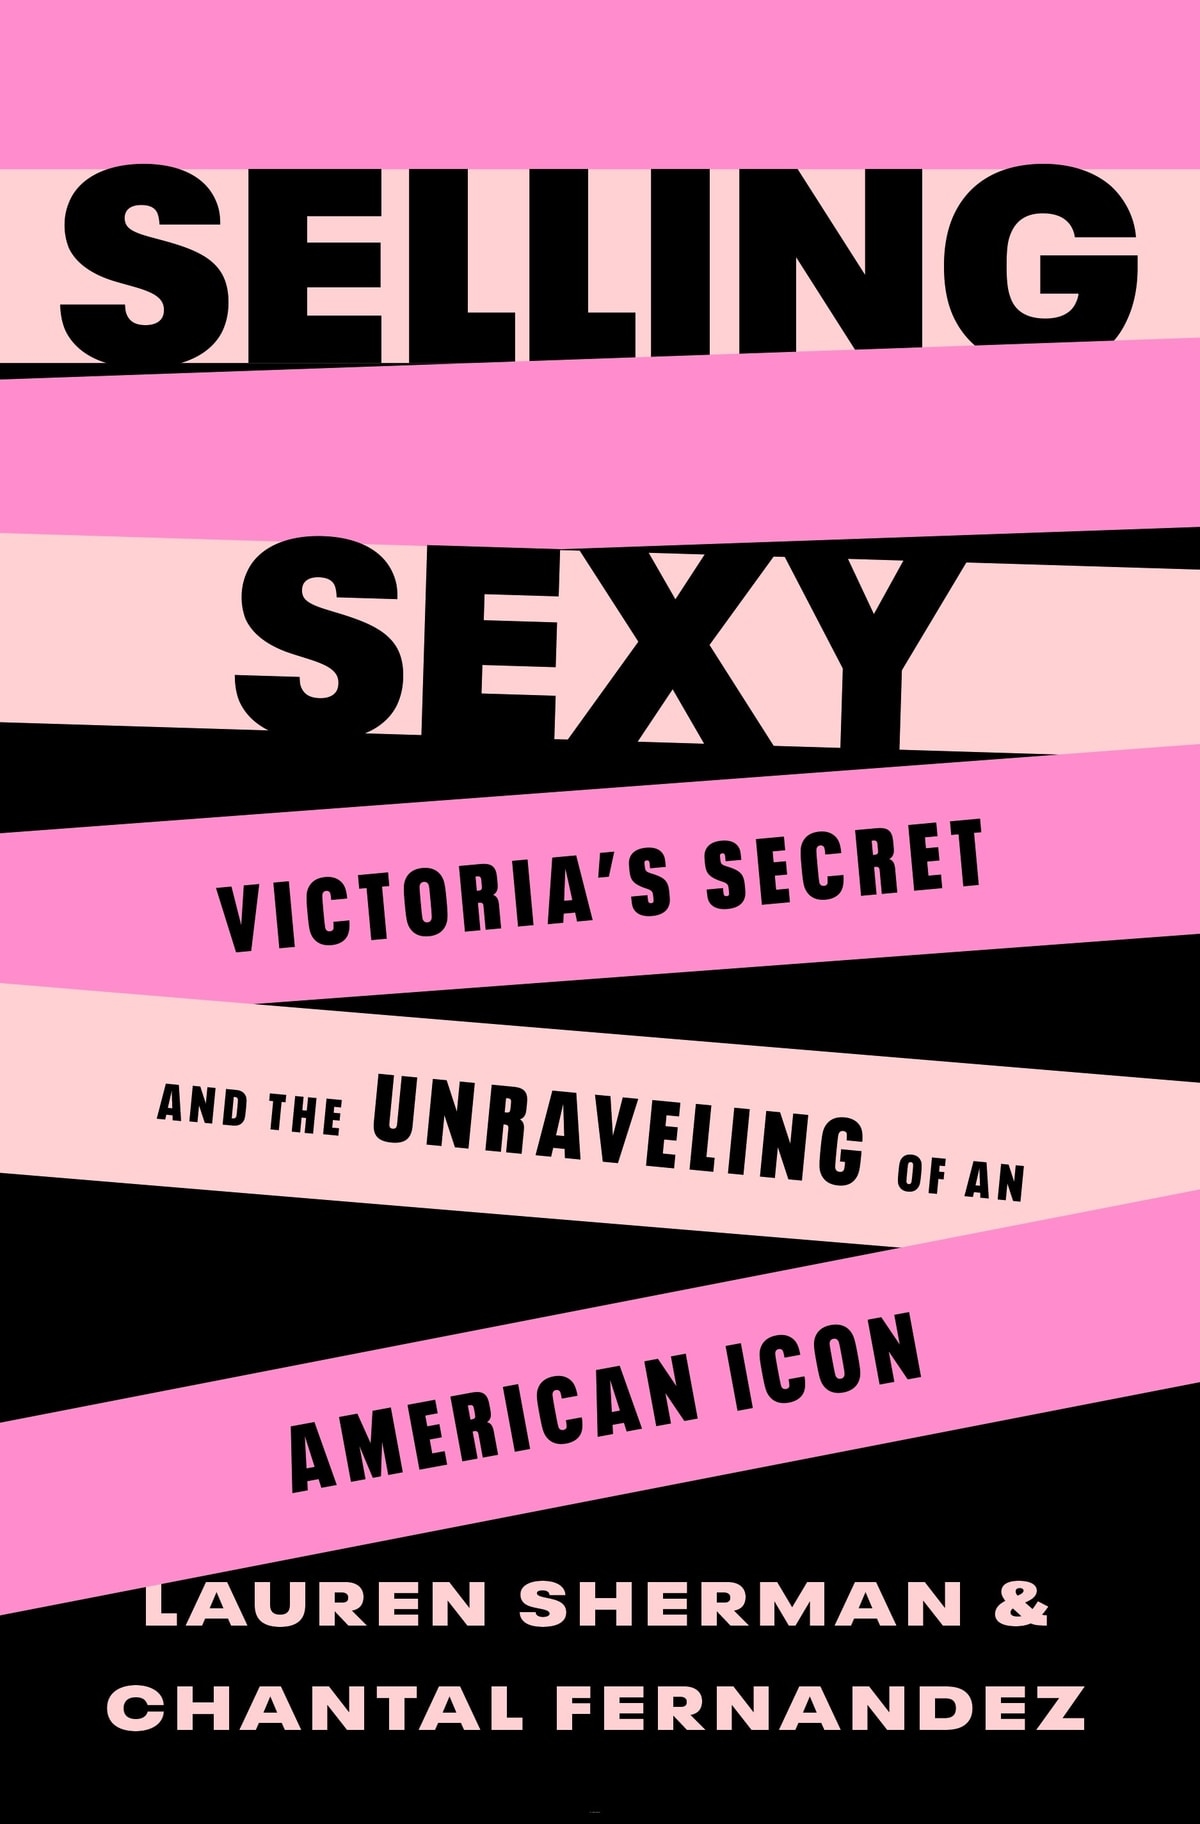 SELLING
SEXY
VICTORIA'S SECRET
AND THE UNRAVELING OF AN
AMERICAN ICON
LAUREN SHERMAN &
CHANTAL FERNANDEZ